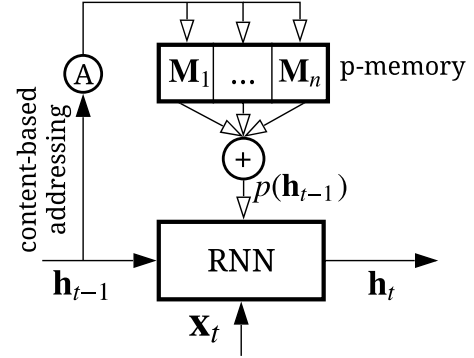 A
M₁ ... Mₙ
p-memory
content-based
addressing
+
p(hₜ₋₁)
RNN
hₜ₋₁
hₜ
xₜ